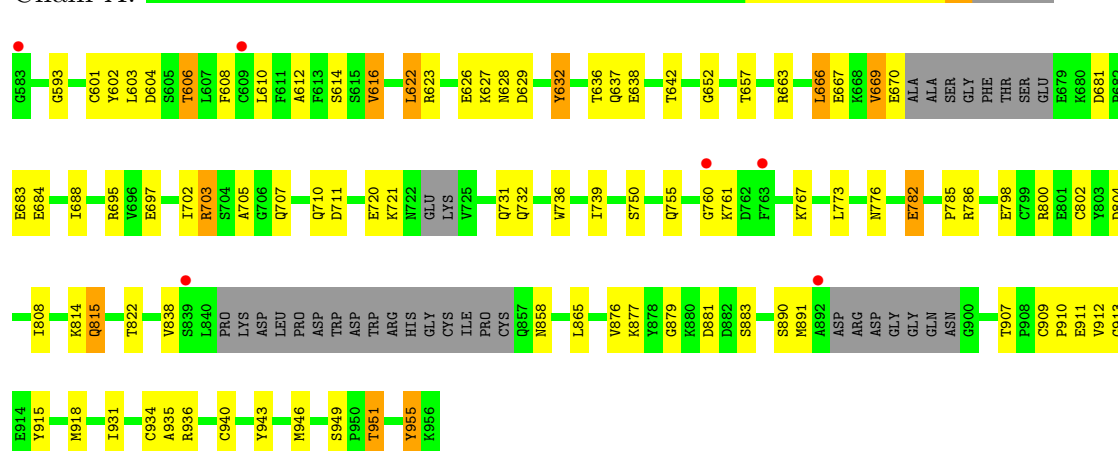 Chain A:
G583 G593 C601 Y602 L603 D604 S605 T606 L607 F608 C609 L610 F611 A612 F613 S614 S615 V616 L622 R623 E626 K627 N628 D629 Y632 T636 Q637 E638 T642 G652 T657 R663 L666 E667 K668 V669 E670 ALA ALA SER GLY PHE THR SER GLU E679 K680 D681 P682
E683 E684 I688 R695 V696 E697 I702 R703 S704 A705 G706 Q707 Q710 D711 E720 K721 N722 GLU LYS V725 Q731 Q732 W736 I739 S750 Q755 G760 K761 D762 F763 K767 L773 N776 E782 P785 R786 E798 C799 R800 E801 C802 Y803 D804
I808 K814 Q815 T822 V838 S839 L840 PRO LYS ASP LEU PRO ASP TRP ASP TRP ARG HIS GLY CYS ILE PRO CYS Q857 N858 L865 V876 K877 Y878 G879 K880 D881 D882 S883 S890 M891 A892 ASP ARG ASP GLY GLY GLN ASN G900 T907 P908 C909 P910 E911 V912 C913
E914 Y915 M918 I931 C934 A935 R936 C940 Y943 M946 S949 P950 T951 Y955 K956